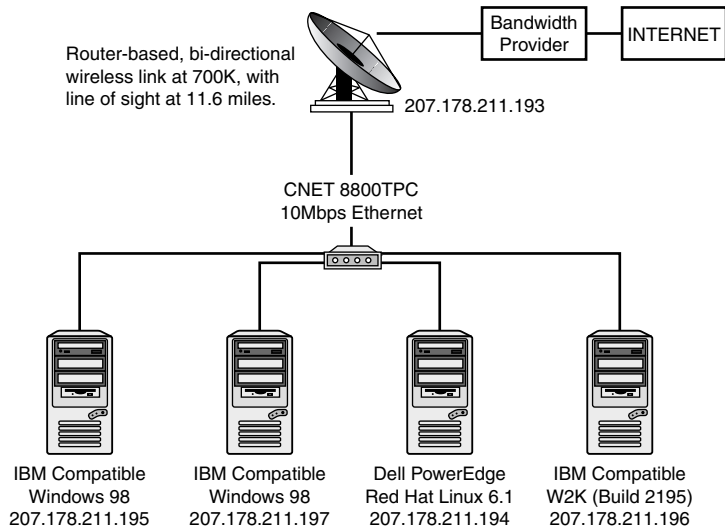 Router-based, bi-directional
wireless link at 700K, with
line of sight at 11.6 miles.
Bandwidth
Provider
INTERNET
207.178.211.193
CNET 8800TPC
10Mbps Ethernet
IBM Compatible
Windows 98
207.178.211.195
IBM Compatible
Windows 98
207.178.211.197
Dell PowerEdge
Red Hat Linux 6.1
207.178.211.194
IBM Compatible
W2K (Build 2195)
207.178.211.196